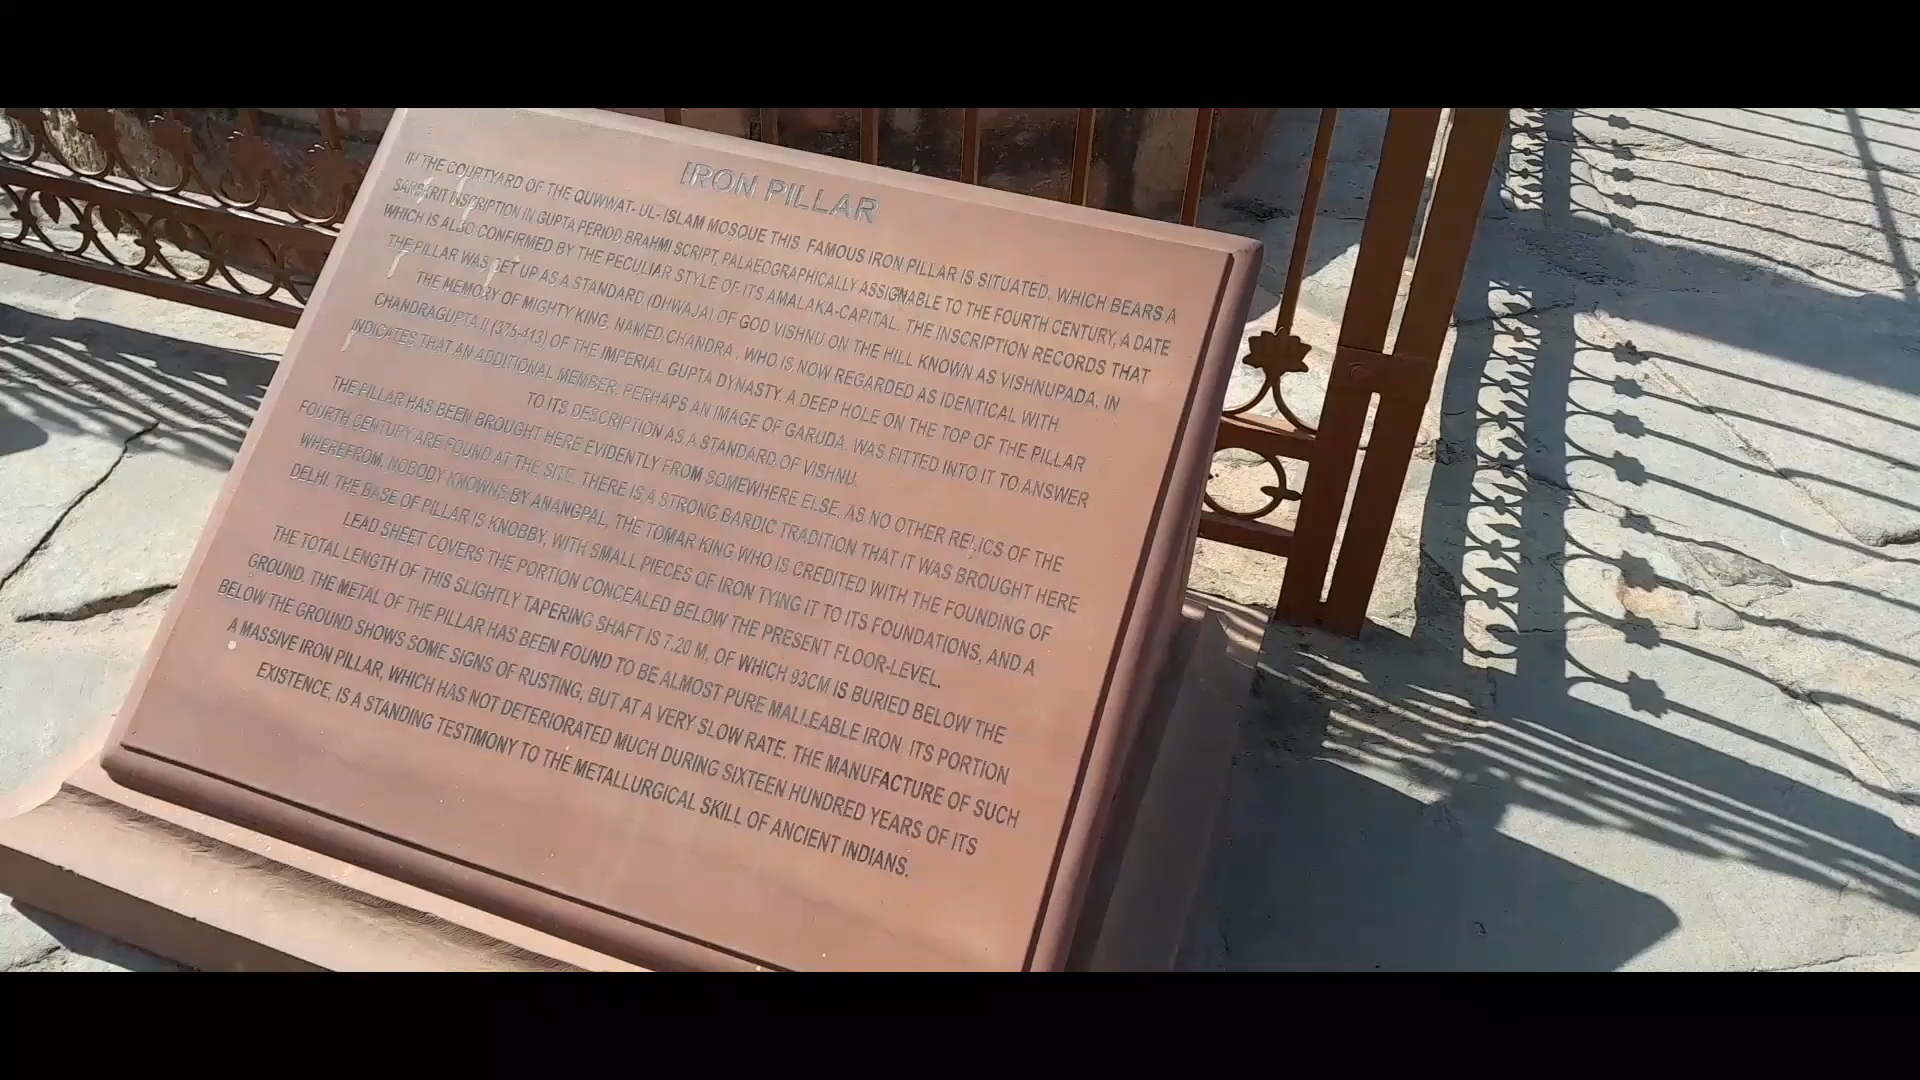 IRON PILLAR
IN THE COURTYARD OF THE QUWWAT- UL- ISLAM MOSQUE THIS FAMOUS IRON PILLAR IS SITUATED, WHICH BEARS A
SANSKRIT INSCRIPTION IN GUPTA PERIOD BRAHMI SCRIPT, PALAEOGRAPHICALLY ASSIGNABLE TO THE FOURTH CENTURY, A DATE
WHICH IS ALSO CONFIRMED BY THE PECULIAR STYLE OF ITS AMALAKA-CAPITAL. THE INSCRIPTION RECORDS THAT
THE PILLAR WAS SET UP AS A STANDARD (DHWAJA) OF GOD VISHNU ON THE HILL KNOWN AS VISHNUPADA, IN
THE MEMORY OF MIGHTY KING, NAMED CHANDRA, WHO IS NOW REGARDED AS IDENTICAL WITH
CHANDRAGUPTA II (375-413) OF THE IMPERIAL GUPTA DYNASTY. A DEEP HOLE ON THE TOP OF THE PILLAR
INDICATES THAT AN ADDITIONAL MEMBER, PERHAPS AN IMAGE OF GARUDA, WAS FITTED INTO IT TO ANSWER
TO ITS DESCRIPTION AS A STANDARD OF VISHNU.
THE PILLAR HAS BEEN BROUGHT HERE EVIDENTLY FROM SOMEWHERE ELSE, AS NO OTHER RELICS OF THE
FOURTH CENTURY ARE FOUND AT THE SITE. THERE IS A STRONG BARDIC TRADITION THAT IT WAS BROUGHT HERE
WHEREFROM, NOBODY KNOWNS BY ANANGPAL, THE TOMAR KING WHO IS CREDITED WITH THE FOUNDING OF
DELHI. THE BASE OF PILLAR IS KNOBBY, WITH SMALL PIECES OF IRON TYING IT TO ITS FOUNDATIONS, AND A
LEAD SHEET COVERS THE PORTION CONCEALED BELOW THE PRESENT FLOOR-LEVEL.
THE TOTAL LENGTH OF THIS SLIGHTLY TAPERING SHAFT IS 7.20 M, OF WHICH 93CM IS BURIED BELOW THE
GROUND. THE METAL OF THE PILLAR HAS BEEN FOUND TO BE ALMOST PURE MALLEABLE IRON. ITS PORTION
BELOW THE GROUND SHOWS SOME SIGNS OF RUSTING, BUT AT A VERY SLOW RATE. THE MANUFACTURE OF SUCH
A MASSIVE IRON PILLAR, WHICH HAS NOT DETERIORATED MUCH DURING SIXTEEN HUNDRED YEARS OF ITS
EXISTENCE, IS A STANDING TESTIMONY TO THE METALLURGICAL SKILL OF ANCIENT INDIANS.